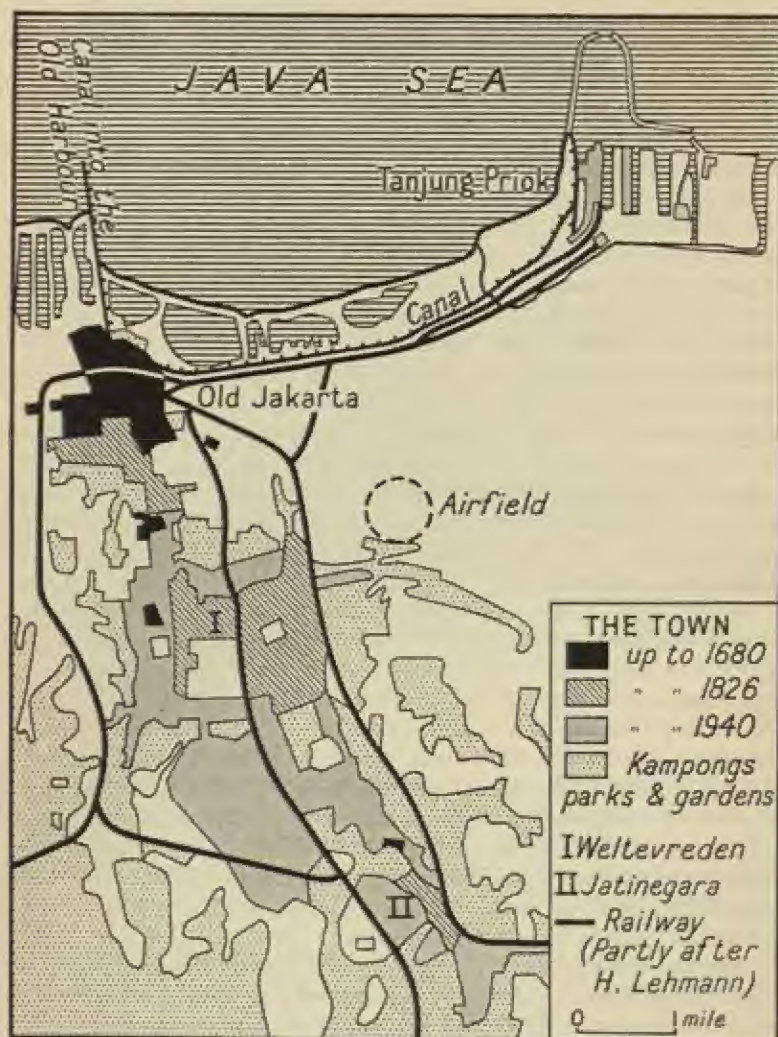 Canal into the
Old Harbour
JAVA SEA
Tanjung Priok
Canal
Old Jakarta
Airfield
I
II
THE TOWN
up to 1680
" " 1826
" " 1940
Kampongs
parks & gardens
I Weltevreden
II Jatinegara
Railway
(Partly after
H. Lehmann)
0 1 mile